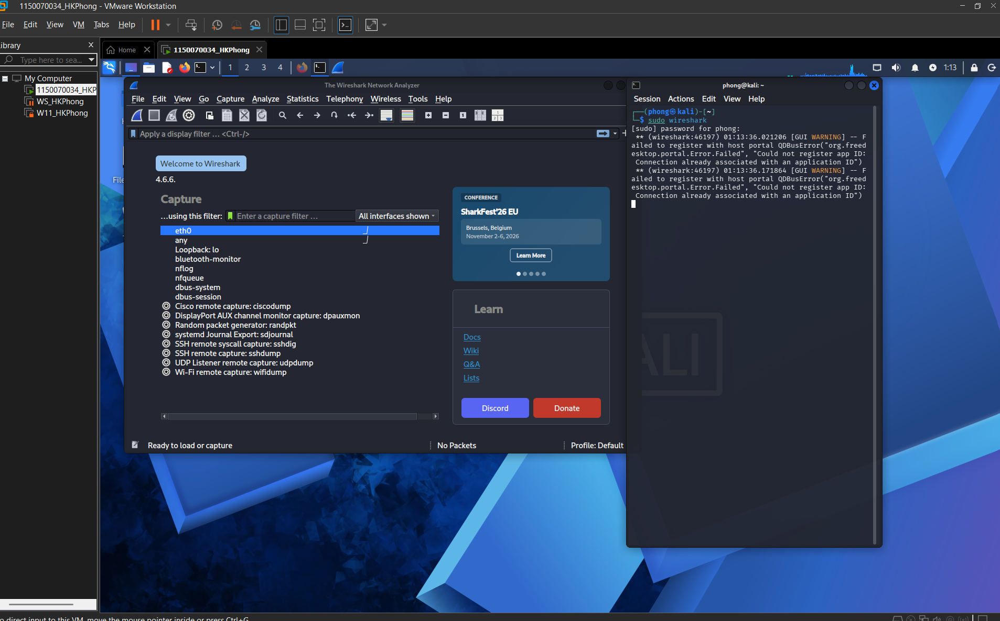 1150070034_HKPhong - VMware Workstation
File Edit View VM Tabs Help
ibrary
Type here to sea...
My Computer
1150070034_HKP
WS_HKPhong
W11_HKPhong
Home
1150070034_HKPhong
1 2 3 4
1:13
The Wireshark Network Analyzer
File Edit View Go Capture Analyze Statistics Telephony Wireless Tools Help
Apply a display filter … <Ctrl-/>
Welcome to Wireshark
4.6.6.
Capture
...using this filter: Enter a capture filter … All interfaces shown
eth0
any
Loopback: lo
bluetooth-monitor
nflog
nfqueue
dbus-system
dbus-session
Cisco remote capture: ciscodump
DisplayPort AUX channel monitor capture: dpauxmon
Random packet generator: randpkt
systemd Journal Export: sdjournal
SSH remote syscall capture: sshdig
SSH remote capture: sshdump
UDP Listener remote capture: udpdump
Wi-Fi remote capture: wifidump
CONFERENCE
SharkFest'26 EU
Brussels, Belgium
November 2-6, 2026
Learn More
Learn
Docs
Wiki
Q&A
Lists
Discord Donate
Ready to load or capture
No Packets
Profile: Default
File
phong@kali: ~
Session Actions Edit View Help
┌──(phong㉿kali)-[~]
└─$ sudo wireshark
[sudo] password for phong:
 ** (wireshark:46197) 01:13:36.021206 [GUI WARNING] -- F
ailed to register with host portal QDBusError("org.freed
esktop.portal.Error.Failed", "Could not register app ID:
 Connection already associated with an application ID")
 ** (wireshark:46197) 01:13:36.171864 [GUI WARNING] -- F
ailed to register with host portal QDBusError("org.freed
esktop.portal.Error.Failed", "Could not register app ID:
 Connection already associated with an application ID")
ALI
o direct input to this VM, move the mouse pointer inside or press Ctrl+G.